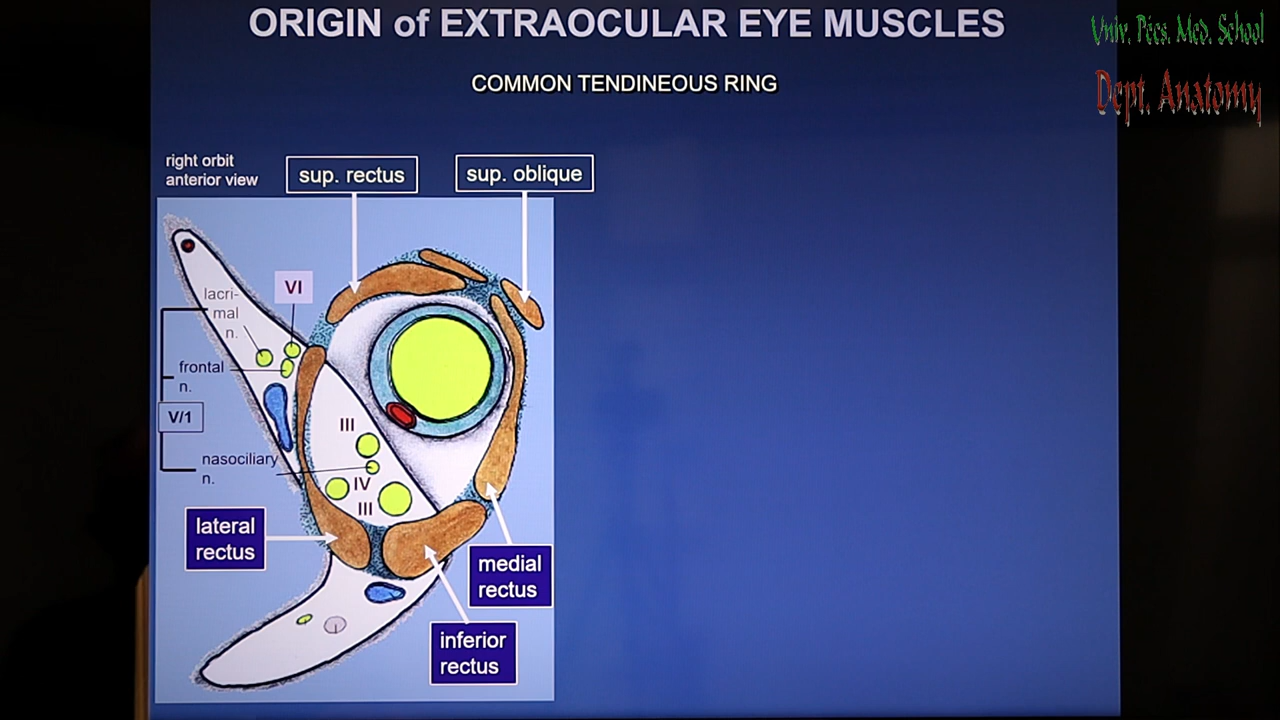 ORIGIN of EXTRAOCULAR EYE MUSCLES
Univ. Pécs. Med. School
Dept. Anatomy
COMMON TENDINEOUS RING
right orbit
anterior view
sup. rectus
sup. oblique
VI
lacri-
mal
n.
frontal
n.
V/1
III
nasociliary
n.
IV
III
lateral
rectus
medial
rectus
inferior
rectus